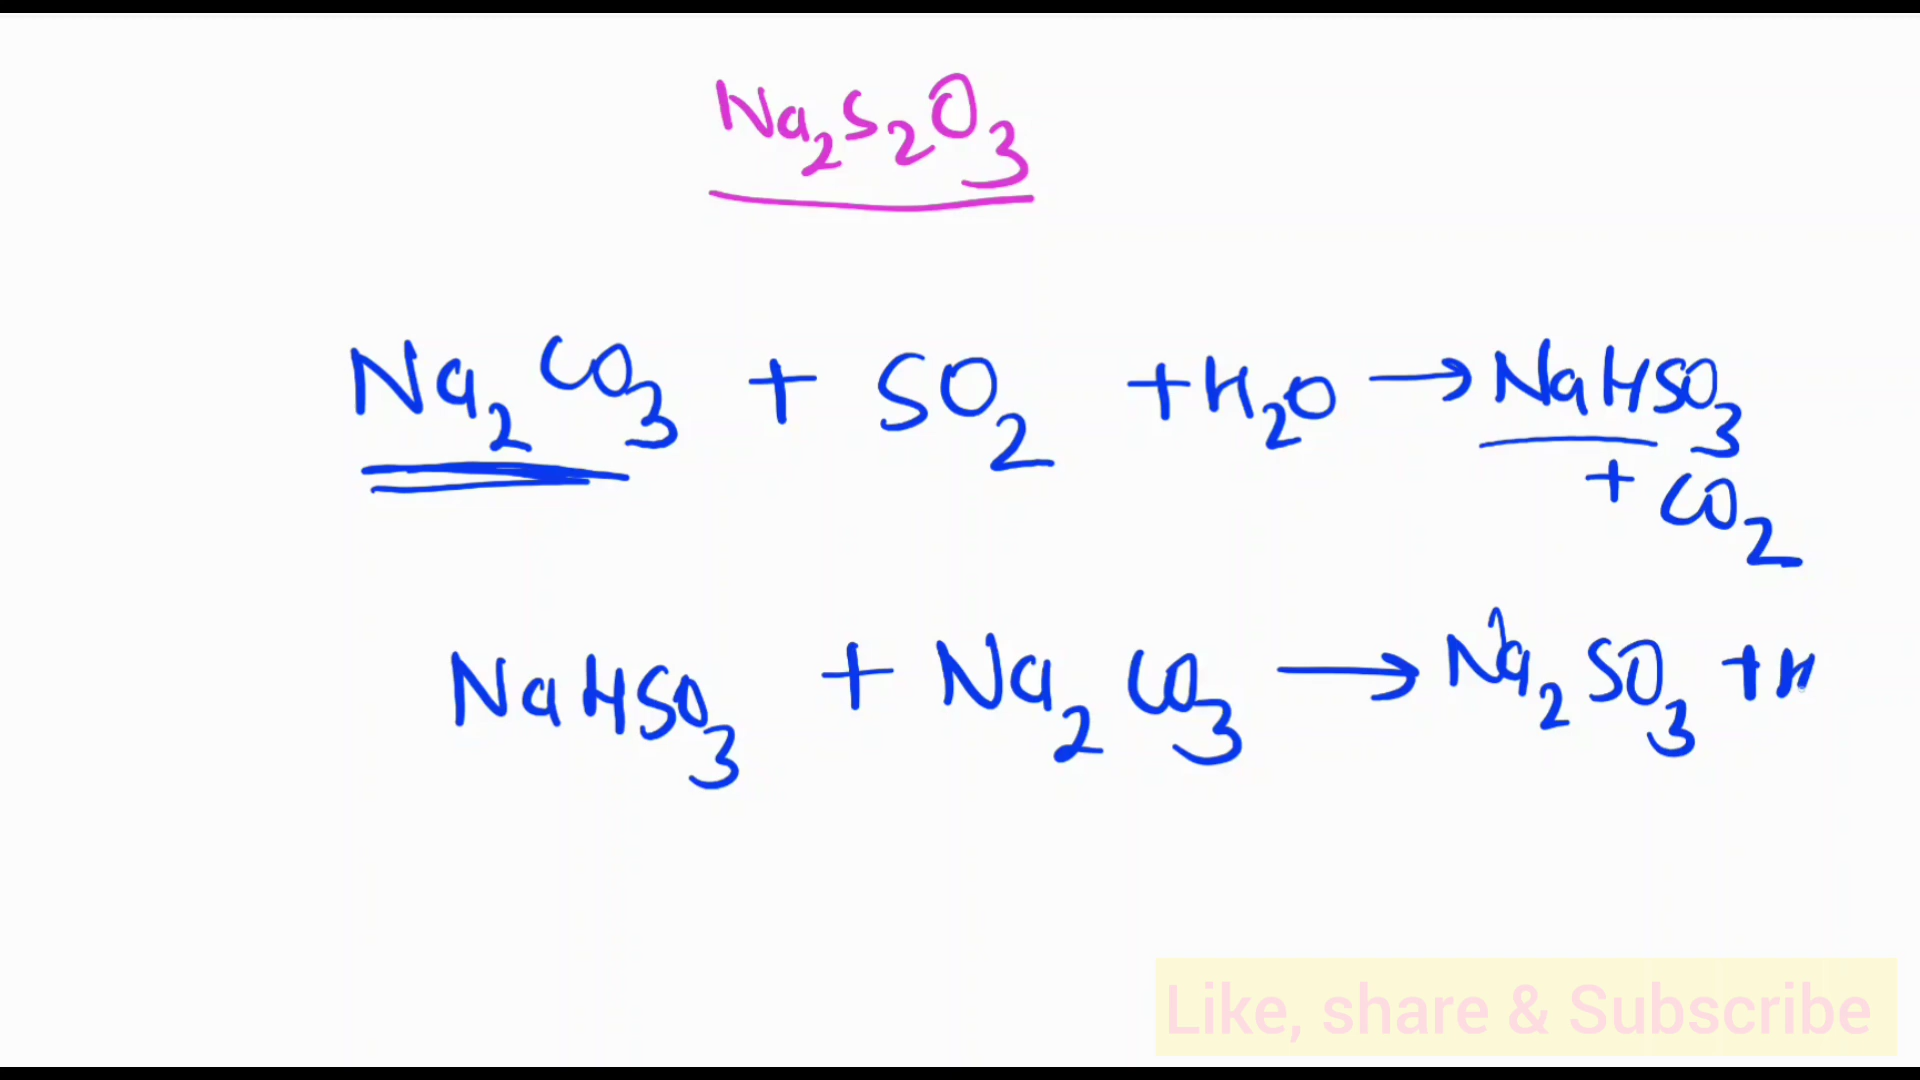 Na2S2O3
Na2CO3 + SO2 + H2O → NaHSO3
+ CO2
NaHSO3 + Na2CO3 → Na2SO3 + H
Like, share & Subscribe